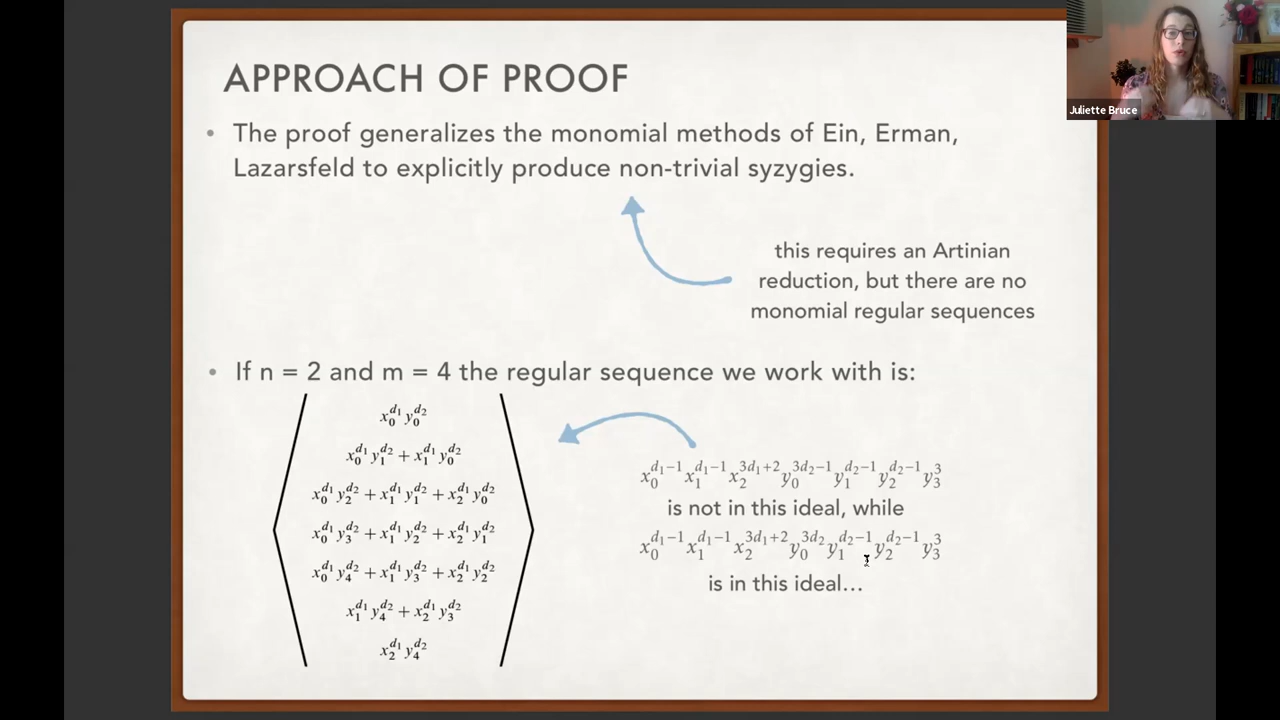 APPROACH OF PROOF
Juliette Bruce
• The proof generalizes the monomial methods of Ein, Erman,
Lazarsfeld to explicitly produce non-trivial syzygies.
this requires an Artinian
reduction, but there are no
monomial regular sequences
• If n = 2 and m = 4 the regular sequence we work with is:
x_0^{d_1} y_0^{d_2}
x_0^{d_1} y_1^{d_2} + x_1^{d_1} y_0^{d_2}
x_0^{d_1} y_2^{d_2} + x_1^{d_1} y_1^{d_2} + x_2^{d_1} y_0^{d_2}
x_0^{d_1} y_3^{d_2} + x_1^{d_1} y_2^{d_2} + x_2^{d_1} y_1^{d_2}
x_0^{d_1} y_4^{d_2} + x_1^{d_1} y_3^{d_2} + x_2^{d_1} y_2^{d_2}
x_1^{d_1} y_4^{d_2} + x_2^{d_1} y_3^{d_2}
x_2^{d_1} y_4^{d_2}
x_0^{d_1-1} x_1^{d_1-1} x_2^{3d_1+2} y_0^{3d_2-1} y_1^{d_2-1} y_2^{d_2-1} y_3^3
is not in this ideal, while
x_0^{d_1-1} x_1^{d_1-1} x_2^{3d_1+2} y_0^{3d_2} y_1^{d_2-1} y_2^{d_2-1} y_3^3
is in this ideal…